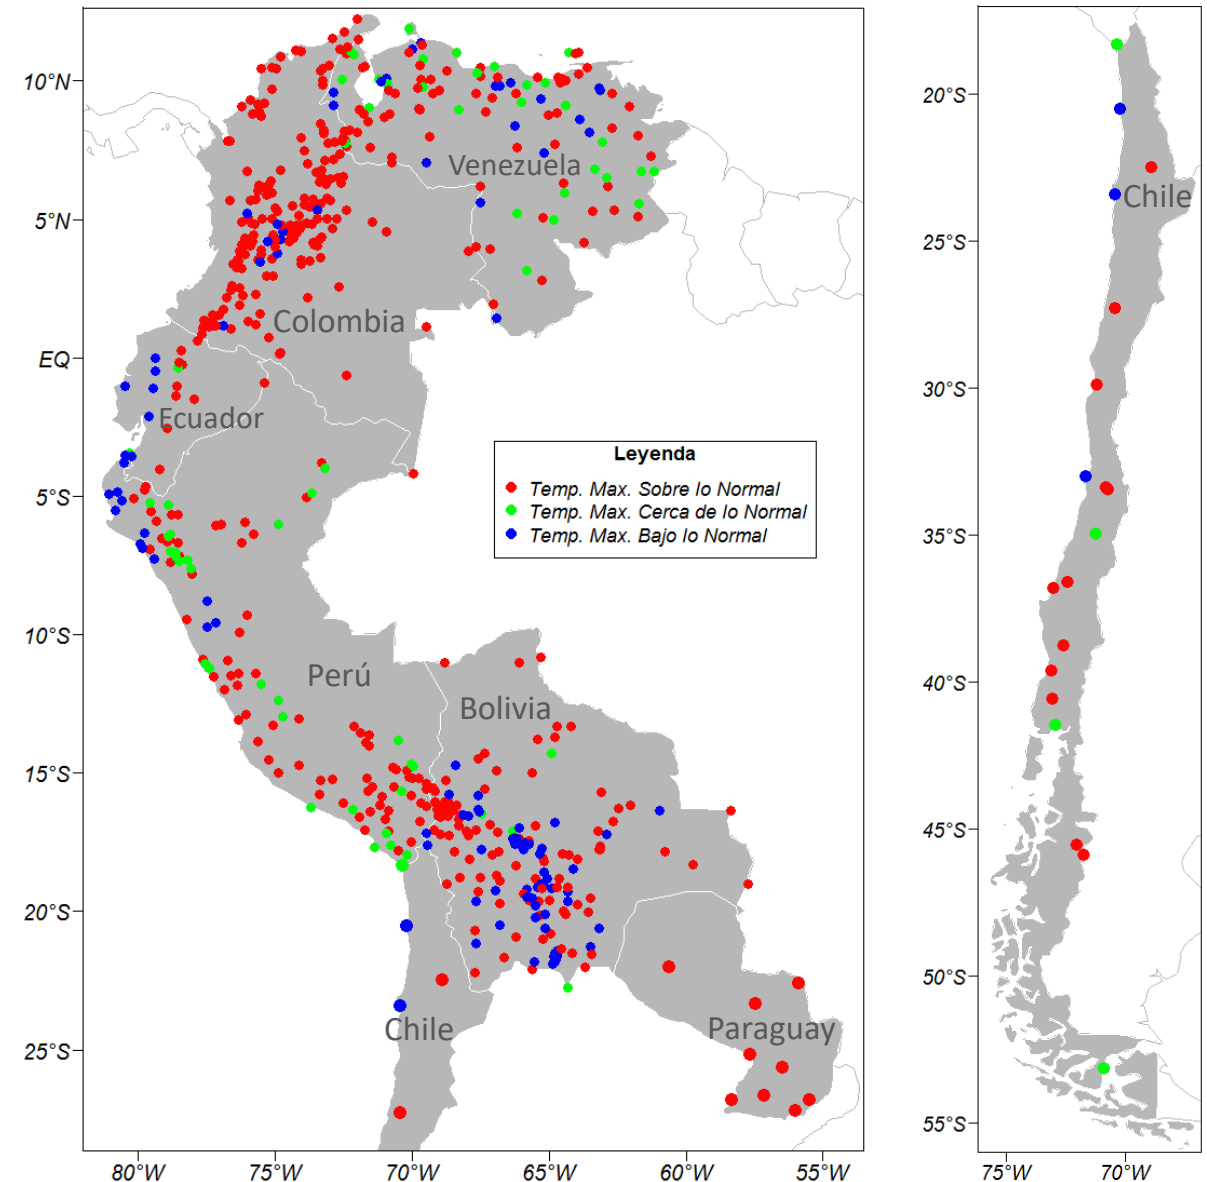 10°N
5°N
EQ
5°S
10°S
15°S
20°S
25°S
80°W
75°W
70°W
65°W
60°W
55°W
Venezuela
Colombia
Ecuador
Perú
Bolivia
Chile
Paraguay
Leyenda
Temp. Max. Sobre lo Normal
Temp. Max. Cerca de lo Normal
Temp. Max. Bajo lo Normal
20°S
25°S
30°S
35°S
40°S
45°S
50°S
55°S
75°W
70°W
Chile